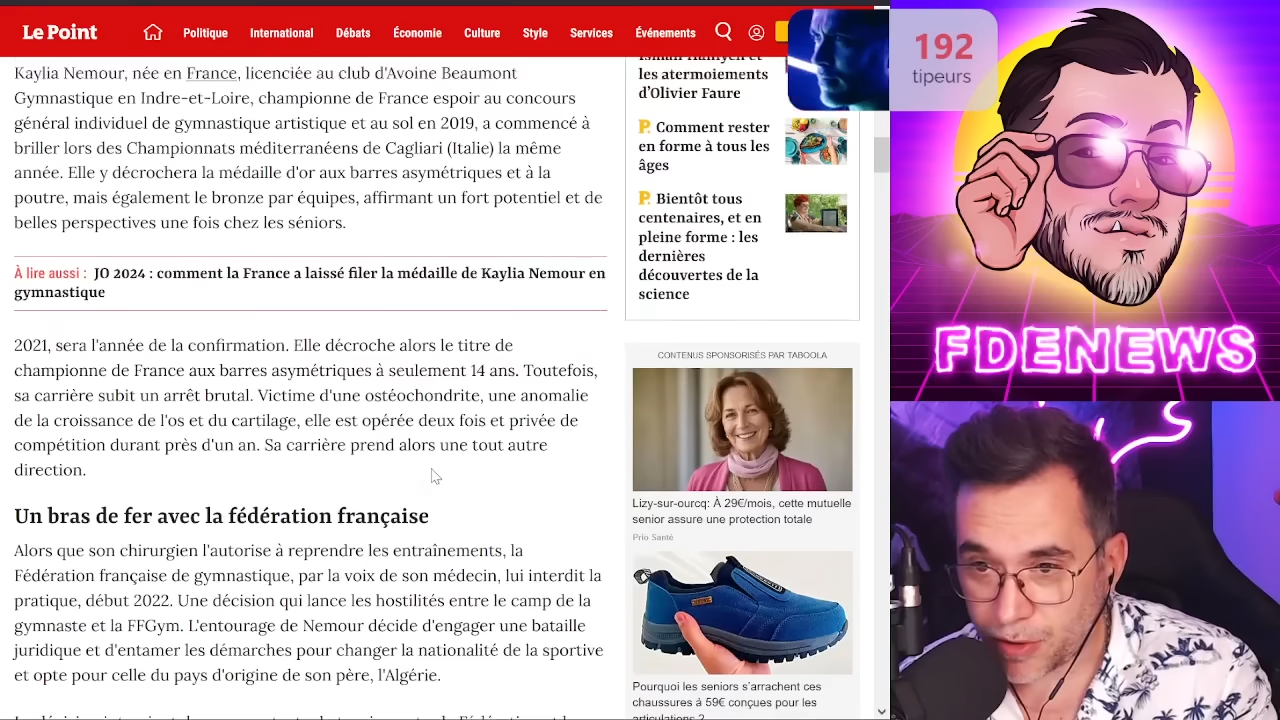 Le Point
Politique
International
Débats
Économie
Culture
Style
Services
Événements
Kaylia Nemour, née en France, licenciée au club d'Avoine Beaumont
Gymnastique en Indre-et-Loire, championne de France espoir au concours
général individuel de gymnastique artistique et au sol en 2019, a commencé à
briller lors des Championnats méditerranéens de Cagliari (Italie) la même
année. Elle y décrochera la médaille d'or aux barres asymétriques et à la
poutre, mais également le bronze par équipes, affirmant un fort potentiel et de
belles perspectives une fois chez les séniors.
À lire aussi : JO 2024 : comment la France a laissé filer la médaille de Kaylia Nemour en
gymnastique
2021, sera l'année de la confirmation. Elle décroche alors le titre de
championne de France aux barres asymétriques à seulement 14 ans. Toutefois,
sa carrière subit un arrêt brutal. Victime d'une ostéochondrite, une anomalie
de la croissance de l'os et du cartilage, elle est opérée deux fois et privée de
compétition durant près d'un an. Sa carrière prend alors une tout autre
direction.
Un bras de fer avec la fédération française
Alors que son chirurgien l'autorise à reprendre les entraînements, la
Fédération française de gymnastique, par la voix de son médecin, lui interdit la
pratique, début 2022. Une décision qui lance les hostilités entre le camp de la
gymnaste et la FFGym. L'entourage de Nemour décide d'engager une bataille
juridique et d'entamer les démarches pour changer la nationalité de la sportive
et opte pour celle du pays d'origine de son père, l'Algérie.
les atermoiements
d'Olivier Faure
P. Comment rester
en forme à tous les
âges
P. Bientôt tous
centenaires, et en
pleine forme : les
dernières
découvertes de la
science
CONTENUS SPONSORISÉS PAR TABOOLA
Lizy-sur-ourcq: À 29€/mois, cette mutuelle
senior assure une protection totale
Prio Santé
Pourquoi les seniors s'arrachent ces
chaussures à 59€ conçues pour les
articulations ?
192
tipeurs
FDENEWS